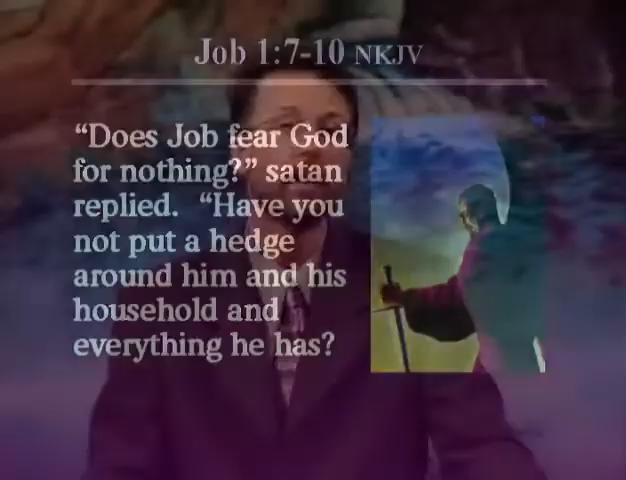 Job 1:7-10 NKJV
“Does Job fear God
for nothing?” satan
replied. “Have you
not put a hedge
around him and his
household and
everything he has?